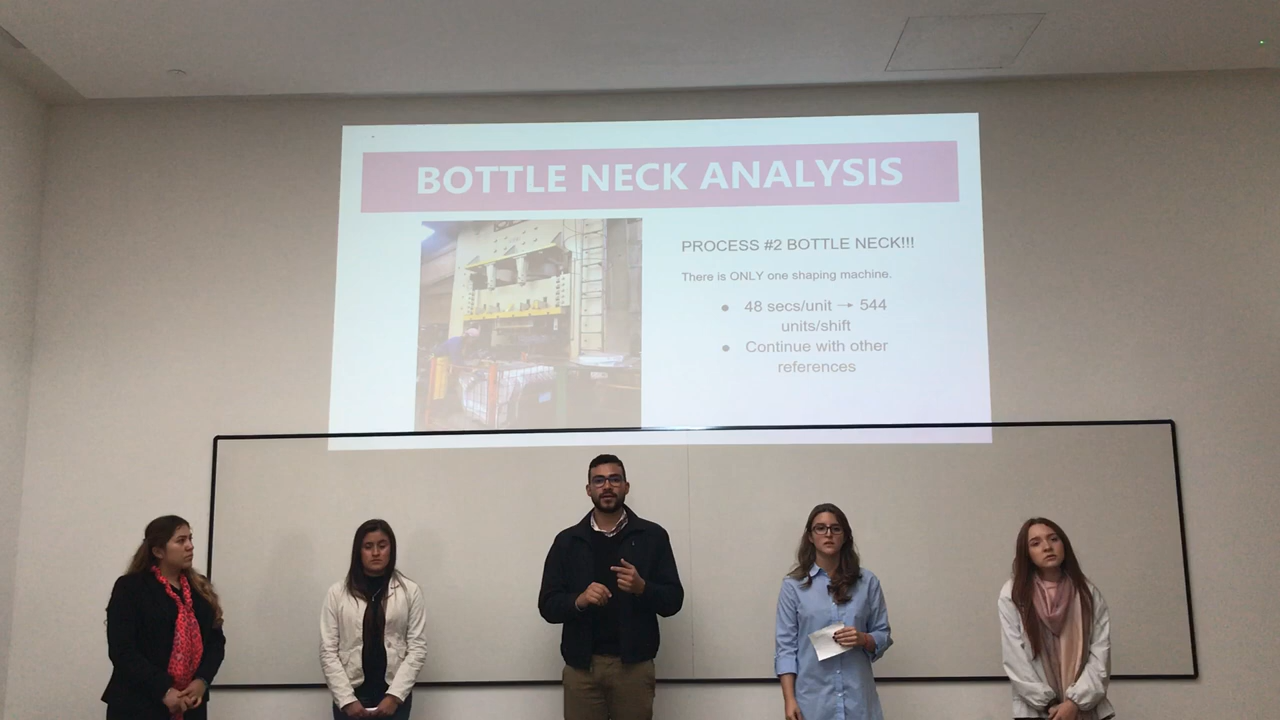 BOTTLE NECK ANALYSIS
PROCESS #2 BOTTLE NECK!!!
There is ONLY one shaping machine.
● 48 secs/unit → 544
units/shift
● Continue with other
references